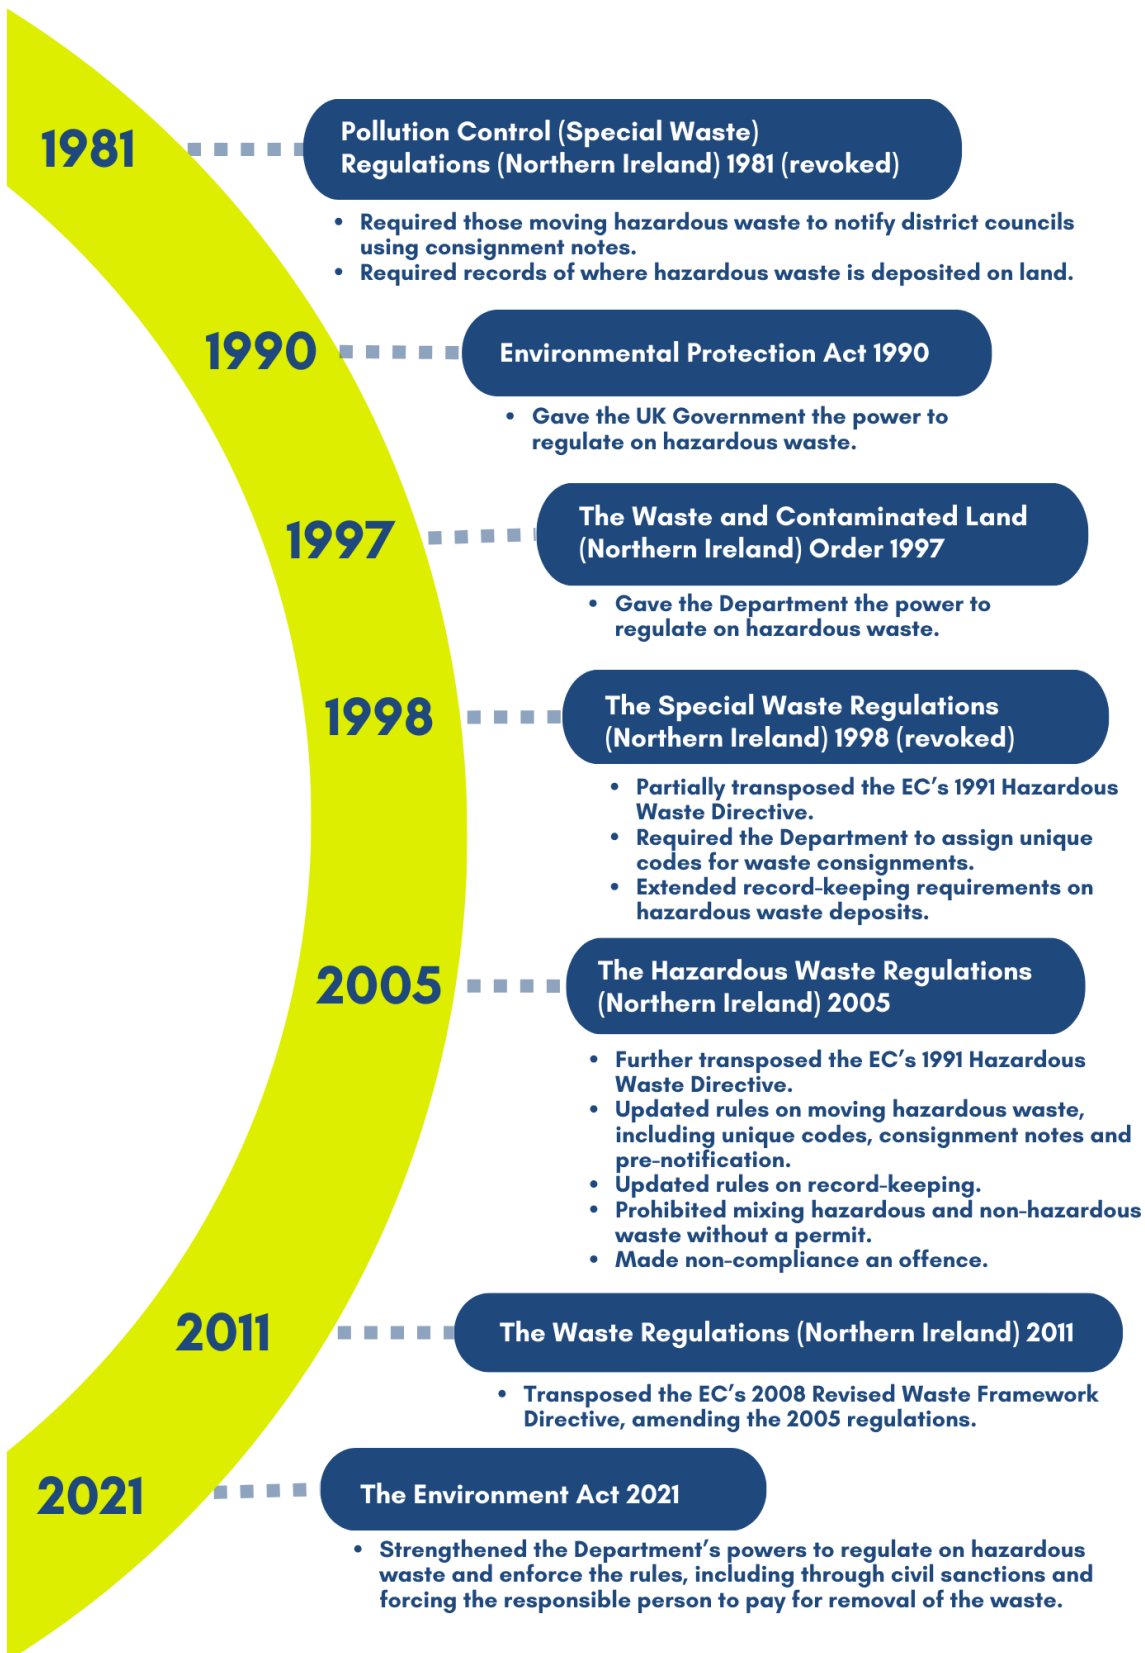 1981
Pollution Control (Special Waste)
Regulations (Northern Ireland) 1981 (revoked)
• Required those moving hazardous waste to notify district councils
using consignment notes.
• Required records of where hazardous waste is deposited on land.
1990
Environmental Protection Act 1990
• Gave the UK Government the power to
regulate on hazardous waste.
1997
The Waste and Contaminated Land
(Northern Ireland) Order 1997
• Gave the Department the power to
regulate on hazardous waste.
1998
The Special Waste Regulations
(Northern Ireland) 1998 (revoked)
• Partially transposed the EC’s 1991 Hazardous
Waste Directive.
• Required the Department to assign unique
codes for waste consignments.
• Extended record-keeping requirements on
hazardous waste deposits.
2005
The Hazardous Waste Regulations
(Northern Ireland) 2005
• Further transposed the EC’s 1991 Hazardous
Waste Directive.
• Updated rules on moving hazardous waste,
including unique codes, consignment notes and
pre-notification.
• Updated rules on record-keeping.
• Prohibited mixing hazardous and non-hazardous
waste without a permit.
• Made non-compliance an offence.
2011
The Waste Regulations (Northern Ireland) 2011
• Transposed the EC’s 2008 Revised Waste Framework
Directive, amending the 2005 regulations.
2021
The Environment Act 2021
• Strengthened the Department’s powers to regulate on hazardous
waste and enforce the rules, including through civil sanctions and
forcing the responsible person to pay for removal of the waste.